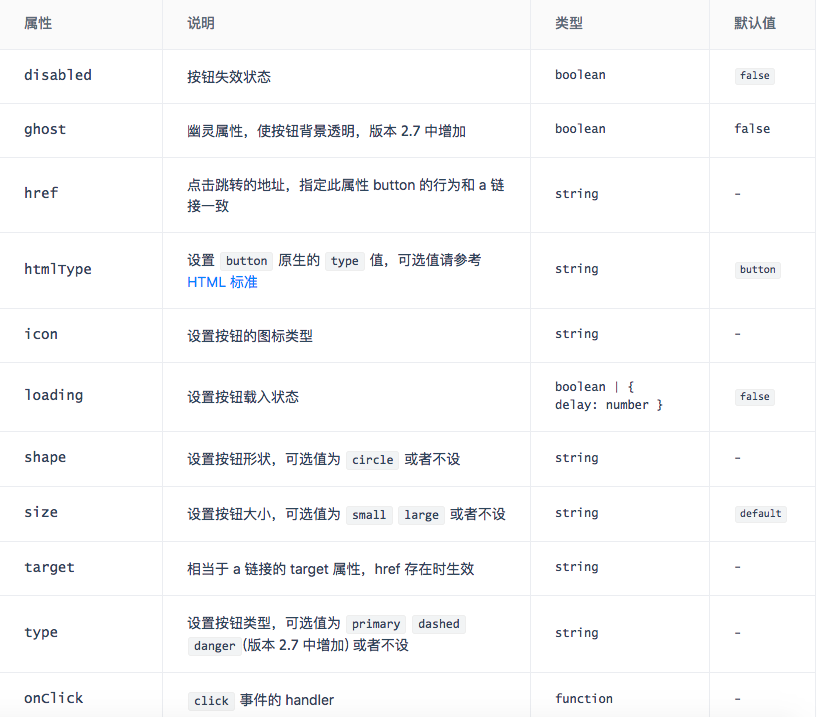 属性 说明 类型 默认值
disabled 按钮失效状态 boolean false
ghost 幽灵属性，使按钮背景透明，版本 2.7 中增加 boolean false
href 点击跳转的地址，指定此属性 button 的行为和 a 链 string -
接一致
htmlType 设置 button 原生的 type 值，可选值请参考 string button
HTML 标准
icon 设置按钮的图标类型 string -
loading 设置按钮载入状态 boolean | { false
delay: number }
shape 设置按钮形状，可选值为 circle 或者不设 string -
size 设置按钮大小，可选值为 small large 或者不设 string default
target 相当于 a 链接的 target 属性，href 存在时生效 string -
type 设置按钮类型，可选值为 primary dashed string -
danger (版本 2.7 中增加) 或者不设
onClick click 事件的 handler function -